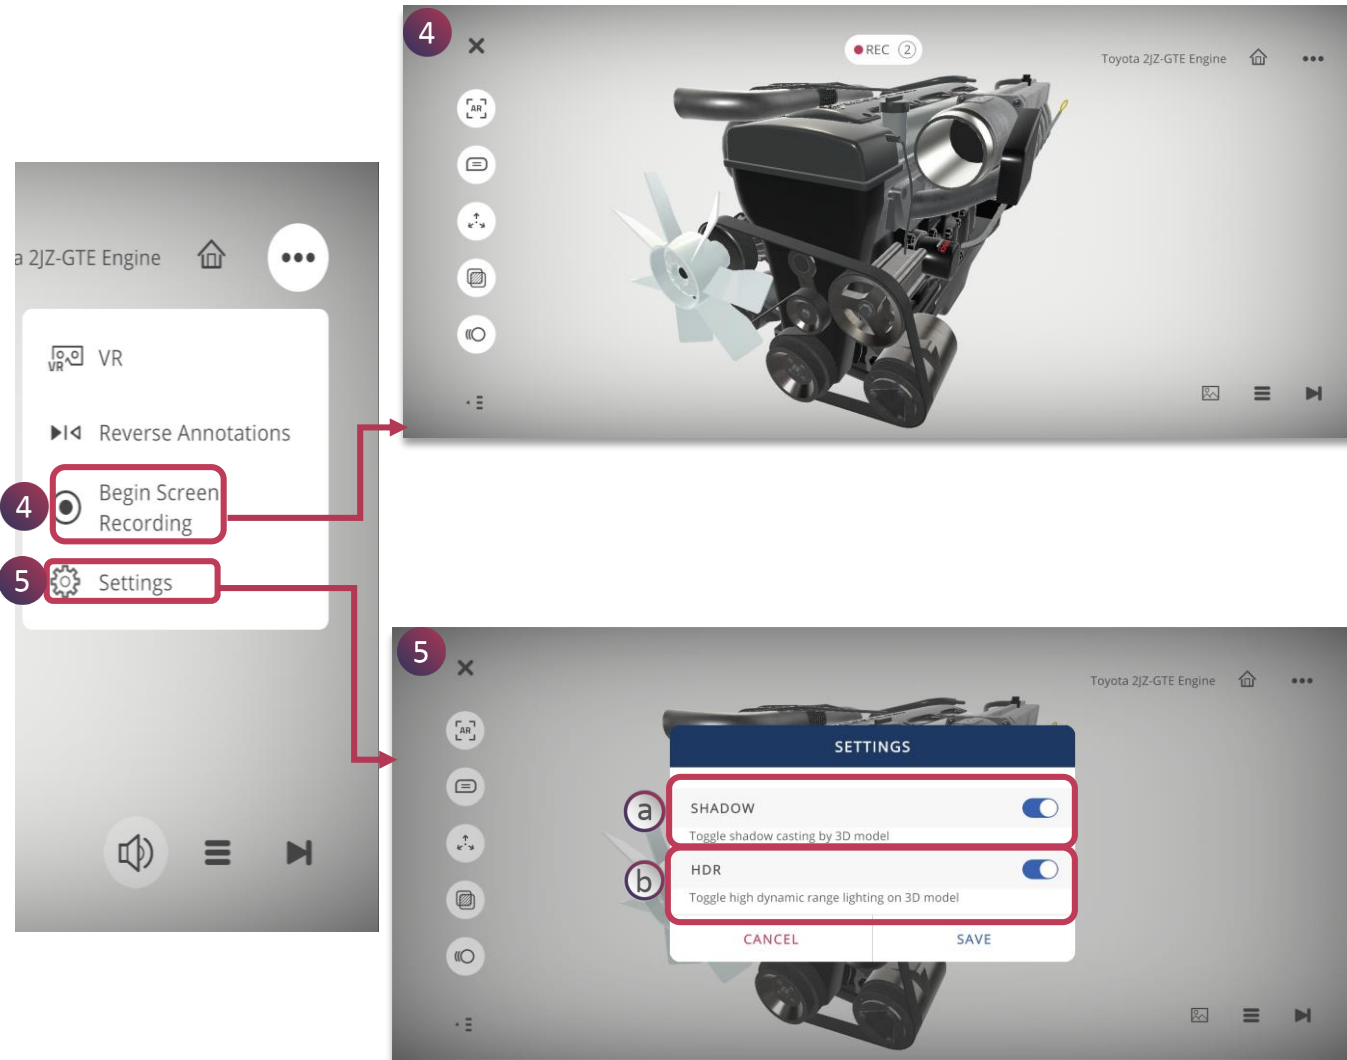 4
REC 2
Toyota 2JZ-GTE Engine
AR
a 2JZ-GTE Engine
VR
VR
Reverse Annotations
4
Begin Screen
Recording
5
Settings
5
Toyota 2JZ-GTE Engine
AR
SETTINGS
a
SHADOW
Toggle shadow casting by 3D model
b
HDR
Toggle high dynamic range lighting on 3D model
CANCEL
SAVE